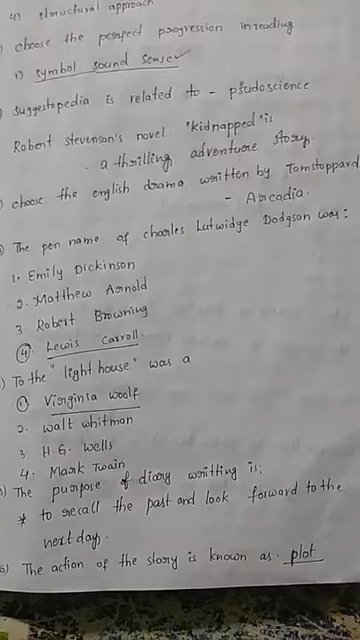 4) structural approach
) choose the perfect progression in reading
1) symbol sound sense ✓
) suggestopedia is related to - psudoscience
Robert stevenson's novel "kidnapped" is
- a thrilling adventure story.
) choose the english drama written by Tomstoppard
- Arcadia.
) The pen name of charles Lutwidge Dodgson was:
1. Emily Dickinson
2. Matthew Arnold
3. Robert Browning
4. Lewis carroll.
) To the "light house" was a
1 Virginia woolf
2. walt whitman
3 H.G. wells
4. Mark Twain
) The purpose of diary writting is;
* to recall the past and look forward to the
next day.
) The action of the story is known as. plot